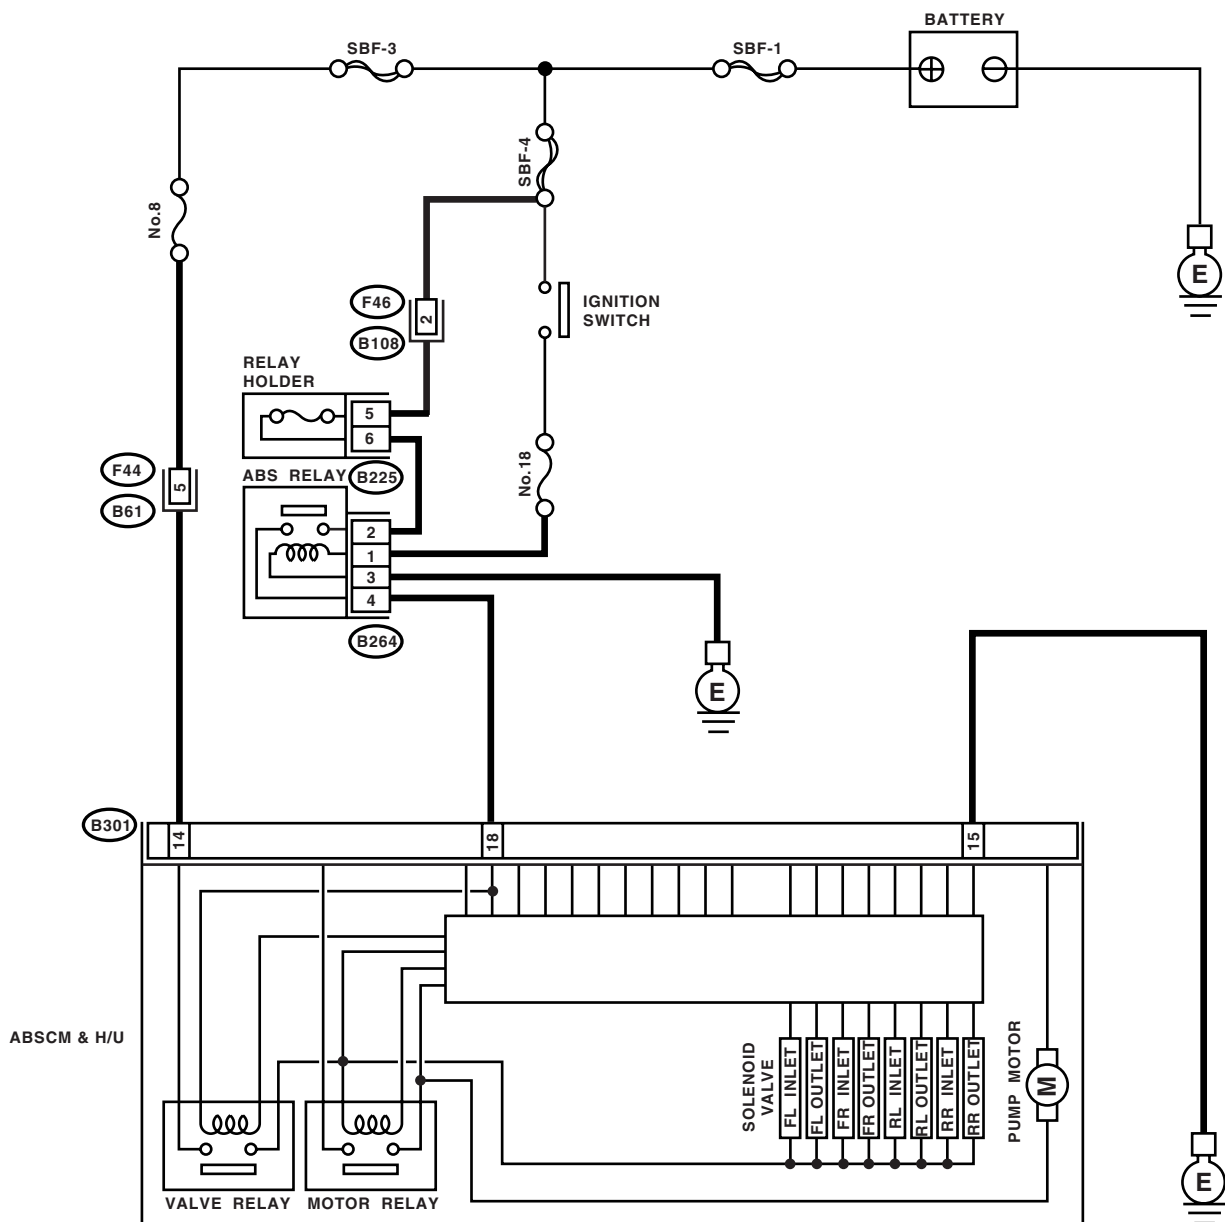 BATTERY
SBF-3
SBF-1
SBF-4
No.8
E
F46
2
IGNITION
SWITCH
B108
RELAY
HOLDER
5
6
No.18
F44
5
B61
ABS RELAY
B225
2
1
3
4
B264
E
B301
14
18
15
ABSCM & H/U
SOLENOID
VALVE
FL INLET
FL OUTLET
FR INLET
FR OUTLET
RL INLET
RL OUTLET
RR INLET
RR OUTLET
PUMP MOTOR
M
E
VALVE RELAY
MOTOR RELAY